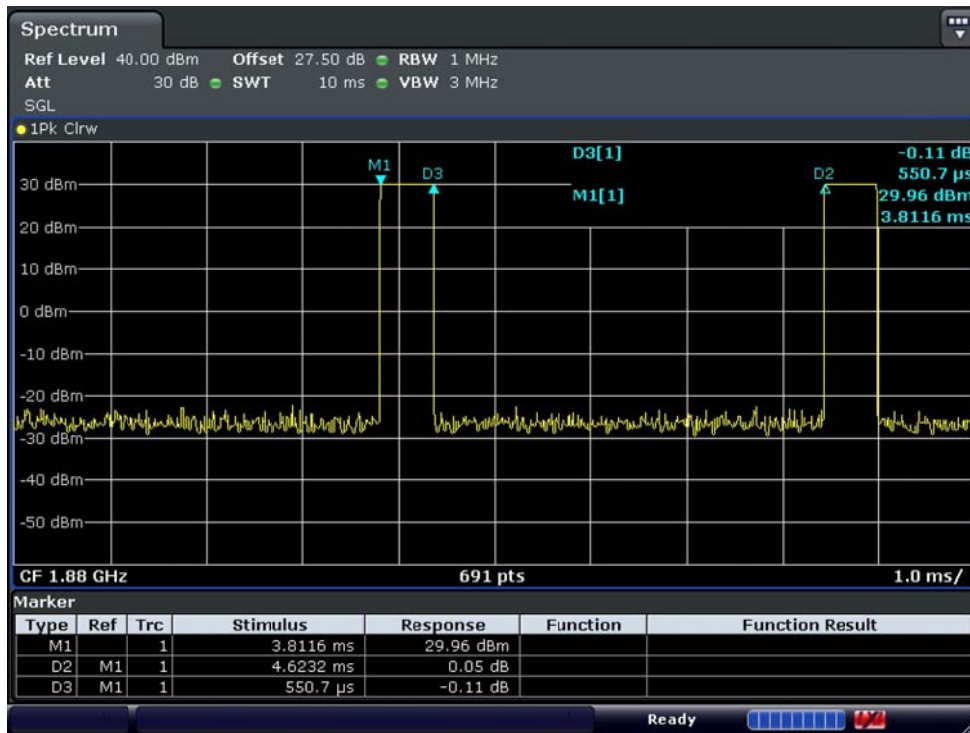 Spectrum
Ref Level 40.00 dBm Offset 27.50 dB RBW 1 MHz
Att 30 dB SWT 10 ms VBW 3 MHz
SGL
1Pk Clrw
D3[1] -0.11 dB
550.7 µs
M1[1] 29.96 dBm
3.8116 ms
M1
D3
D2
30 dBm
20 dBm
10 dBm
0 dBm
-10 dBm
-20 dBm
-30 dBm
-40 dBm
-50 dBm
CF 1.88 GHz 691 pts 1.0 ms/
Marker
Type Ref Trc Stimulus Response Function Function Result
M1 1 3.8116 ms 29.96 dBm
D2 M1 1 4.6232 ms 0.05 dB
D3 M1 1 550.7 µs -0.11 dB
Ready